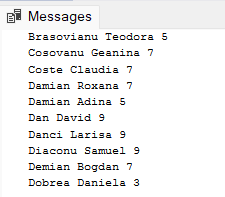 Messages
Brasovianu Teodora 5
Cosovanu Geanina 7
Coste Claudia 7
Damian Roxana 7
Damian Adina 5
Dan David 9
Danci Larisa 9
Diaconu Samuel 9
Demian Bogdan 7
Dobrea Daniela 3